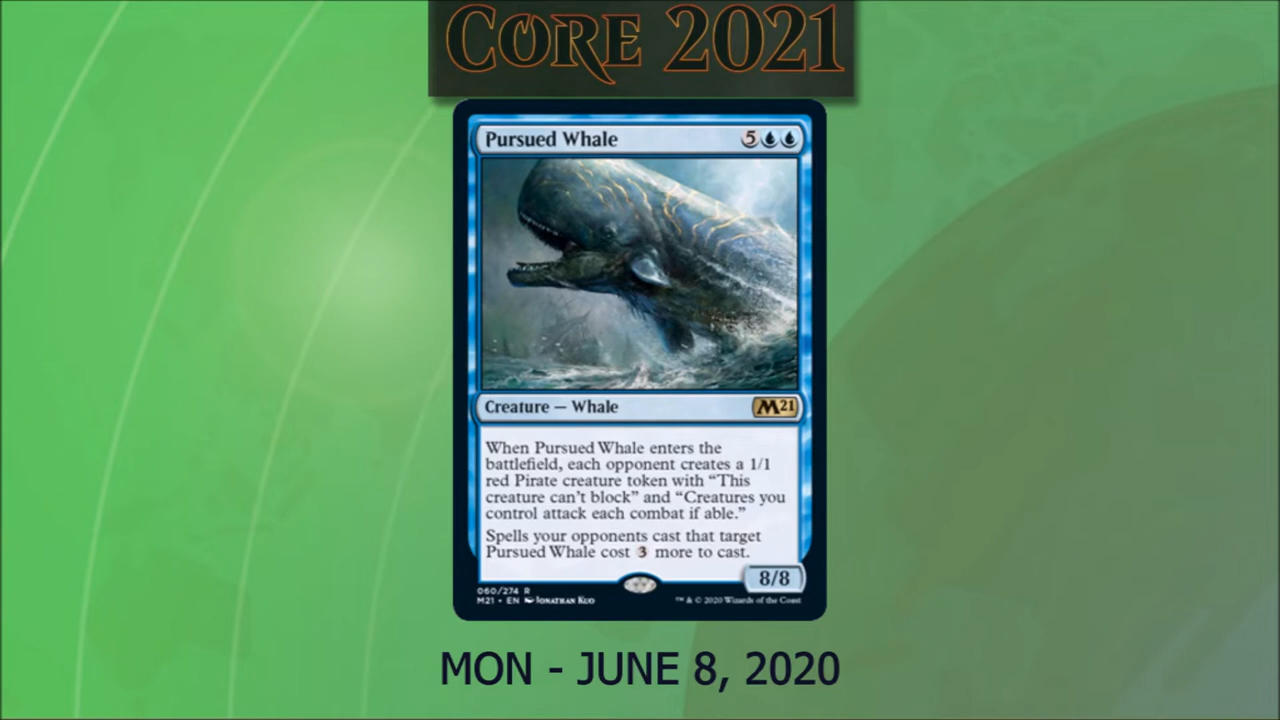 CORE 2021
Pursued Whale
5
Creature — Whale
M21
When Pursued Whale enters the
battlefield, each opponent creates a 1/1
red Pirate creature token with “This
creature can’t block” and “Creatures you
control attack each combat if able.”
Spells your opponents cast that target
Pursued Whale cost 3 more to cast.
8/8
060/274 R
M21 • EN JONATHAN KUO
™ & © 2020 Wizards of the Coast
MON - JUNE 8, 2020